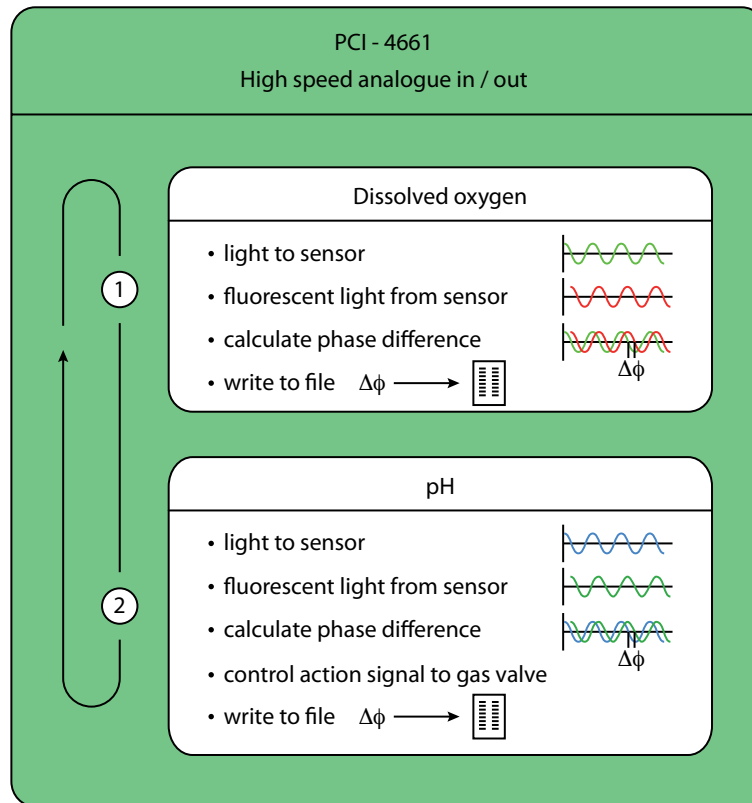 PCI - 4661
High speed analogue in / out
Dissolved oxygen
1
• light to sensor
• fluorescent light from sensor
• calculate phase difference
Δϕ
• write to file Δϕ
pH
2
• light to sensor
• fluorescent light from sensor
• calculate phase difference
Δϕ
• control action signal to gas valve
• write to file Δϕ